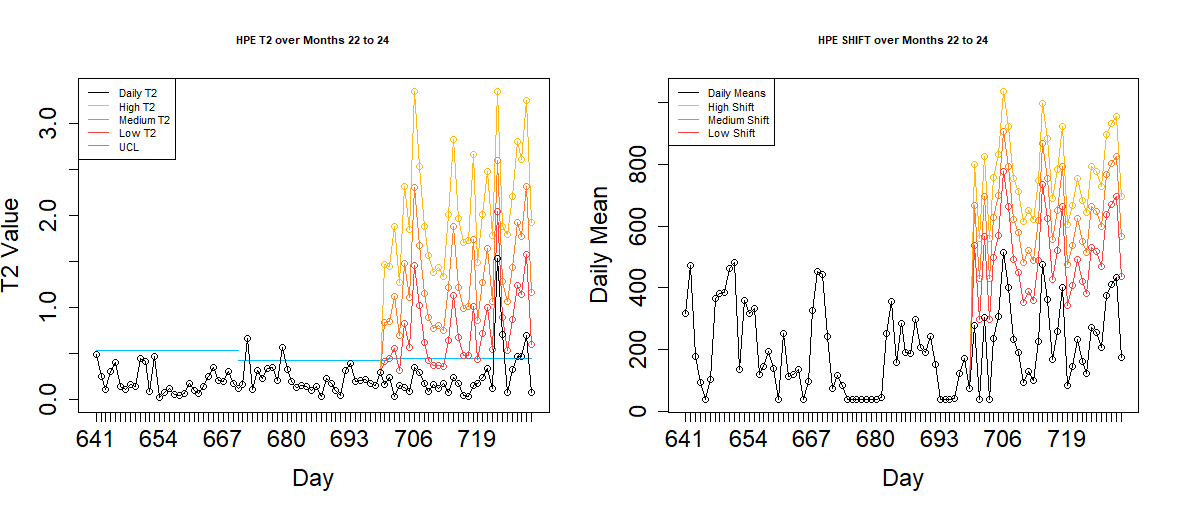 HPE T2 over Months 22 to 24
Daily T2
High T2
Medium T2
Low T2
UCL
T2 Value
0.0
1.0
2.0
3.0
641 654 667 680 693 706 719
Day
HPE SHIFT over Months 22 to 24
Daily Means
High Shift
Medium Shift
Low Shift
Daily Mean
0
200
400
600
800
641 654 667 680 693 706 719
Day